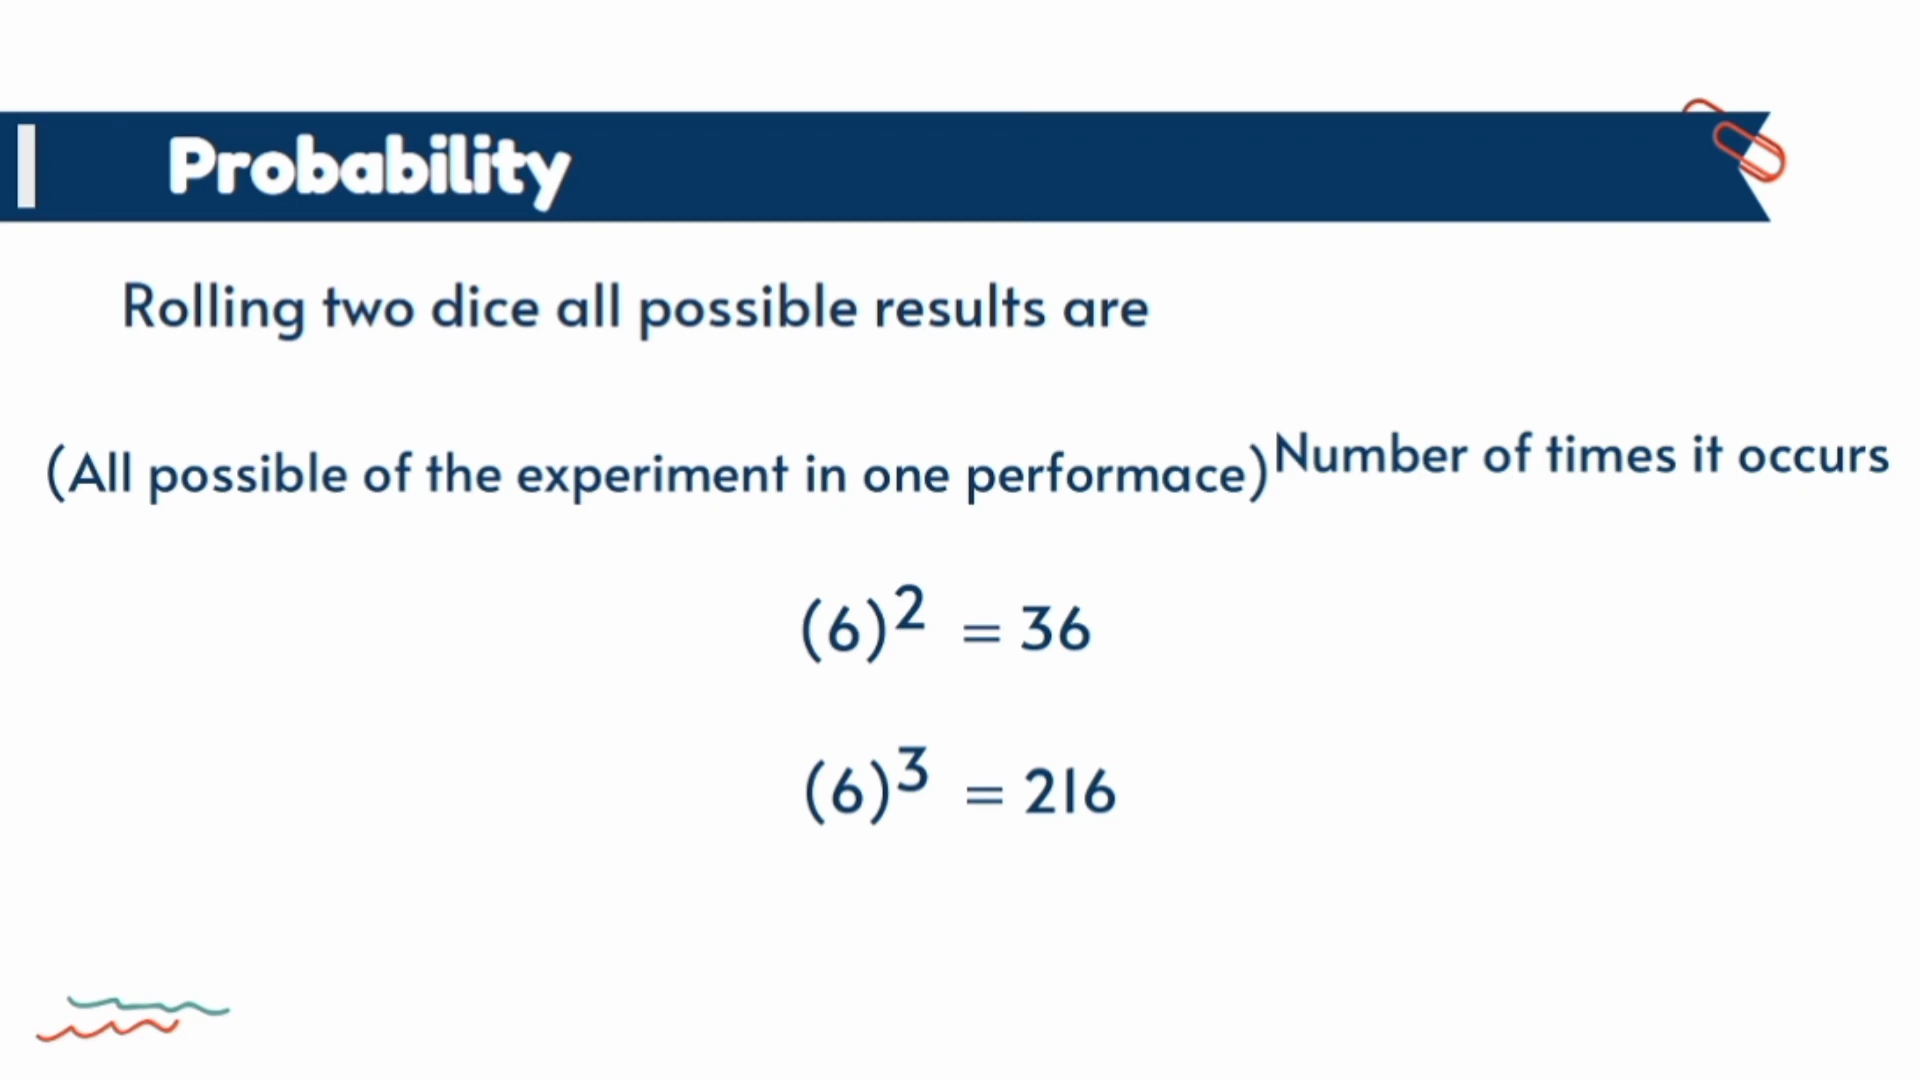 Probability
Rolling two dice all possible results are
(All possible of the experiment in one performace)^Number of times it occurs
(6)² = 36
(6)³ = 216